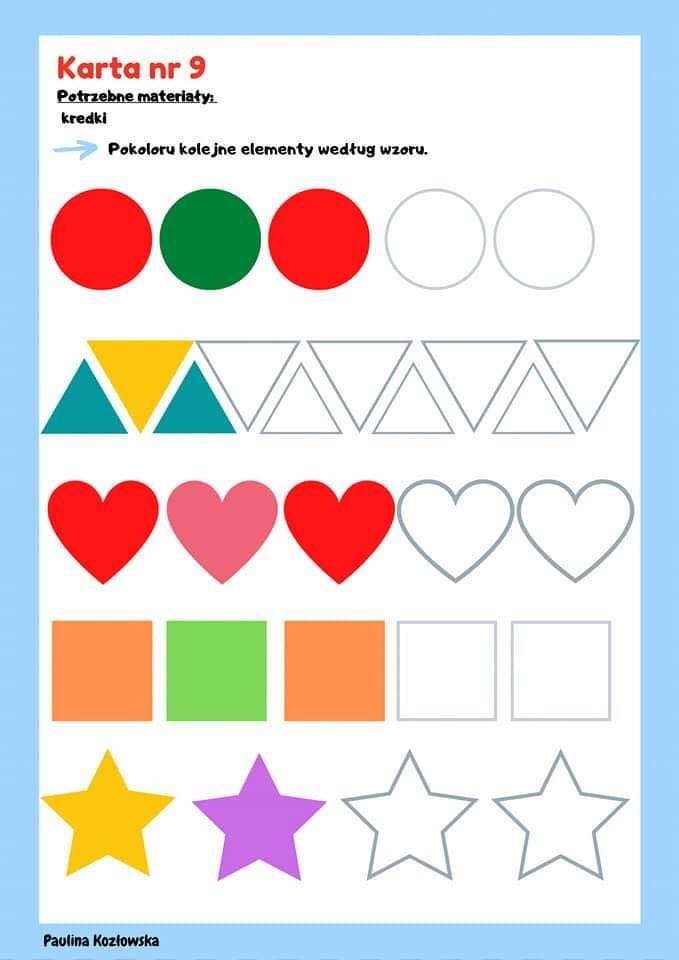 Karta nr 9
Potrzebne materiały:
kredki
Pokoloru kolejne elementy według wzoru.
Paulina Kozłowska